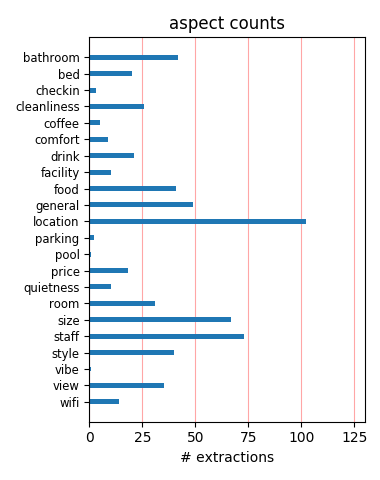 aspect counts
bathroom
bed
checkin
cleanliness
coffee
comfort
drink
facility
food
general
location
parking
pool
price
quietness
room
size
staff
style
vibe
view
wifi
0 25 50 75 100 125
# extractions